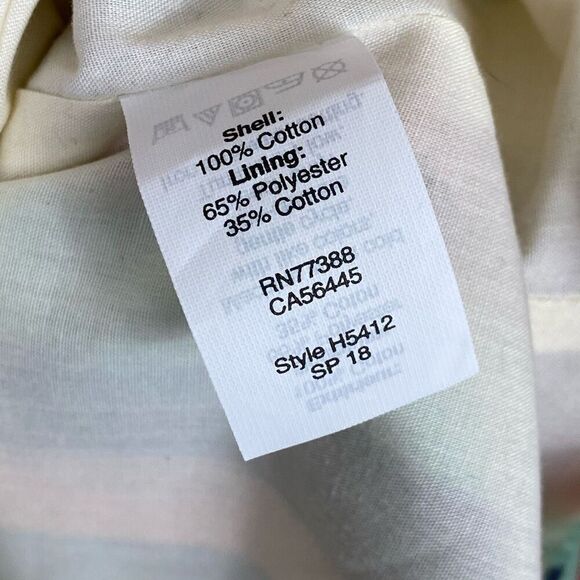 Shell:
100% Cotton
Lining:
65% Polyester
35% Cotton
RN77388
CA56445
Style H5412
SP 18